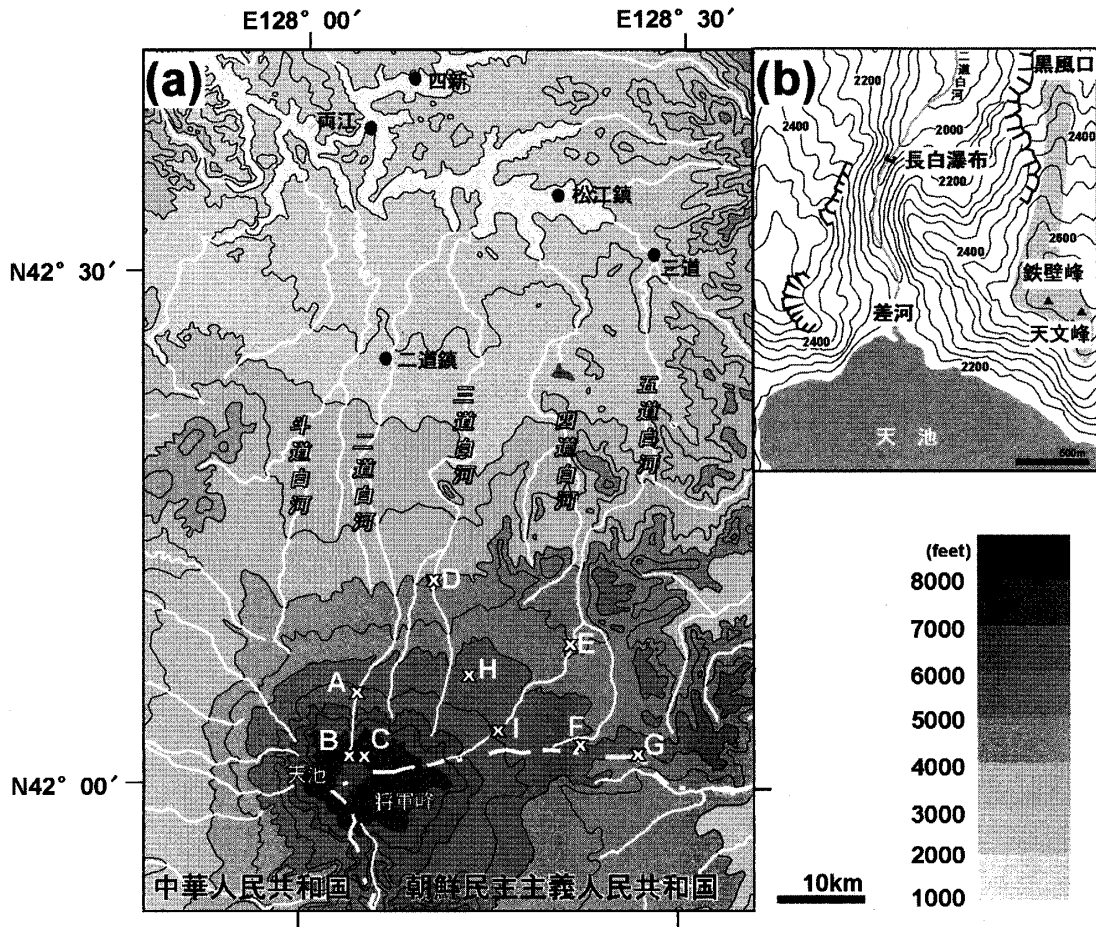 E128° 00′
E128° 30′
(a)
四新
両江
松江鎮
N42° 30′
三道
二道鎮
斗道白河
二道白河
三道白河
四道白河
五道白河
D
E
A
H
B
C
I
F
G
N42° 00′
天池
将軍峰
中華人民共和国
朝鮮民主主義人民共和国
(b)
二道白河
黒風口
2200
2400
2400
2000
長白瀑布
2200
2400
2600
鉄壁峰
差河
天文峰
2400
2200
天 池
500m
(feet)
8000
7000
6000
5000
4000
3000
2000
1000
10km